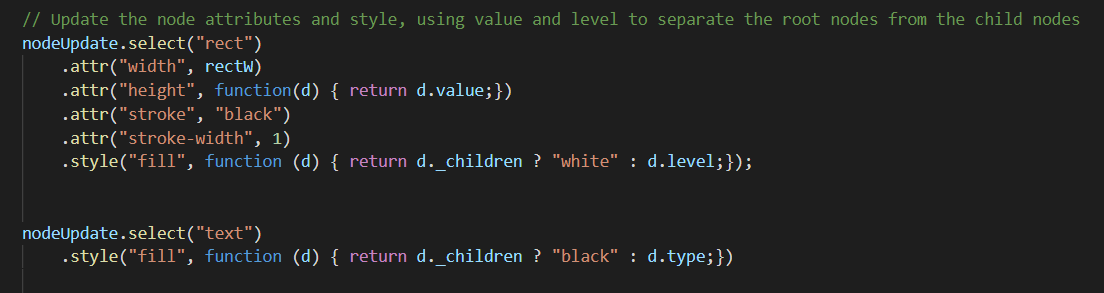 // Update the node attributes and style, using value and level to separate the root nodes from the child nodes
nodeUpdate.select("rect")
.attr("width", rectW)
.attr("height", function(d) { return d.value;})
.attr("stroke", "black")
.attr("stroke-width", 1)
.style("fill", function (d) { return d._children ? "white" : d.level;});
nodeUpdate.select("text")
.style("fill", function (d) { return d._children ? "black" : d.type;})